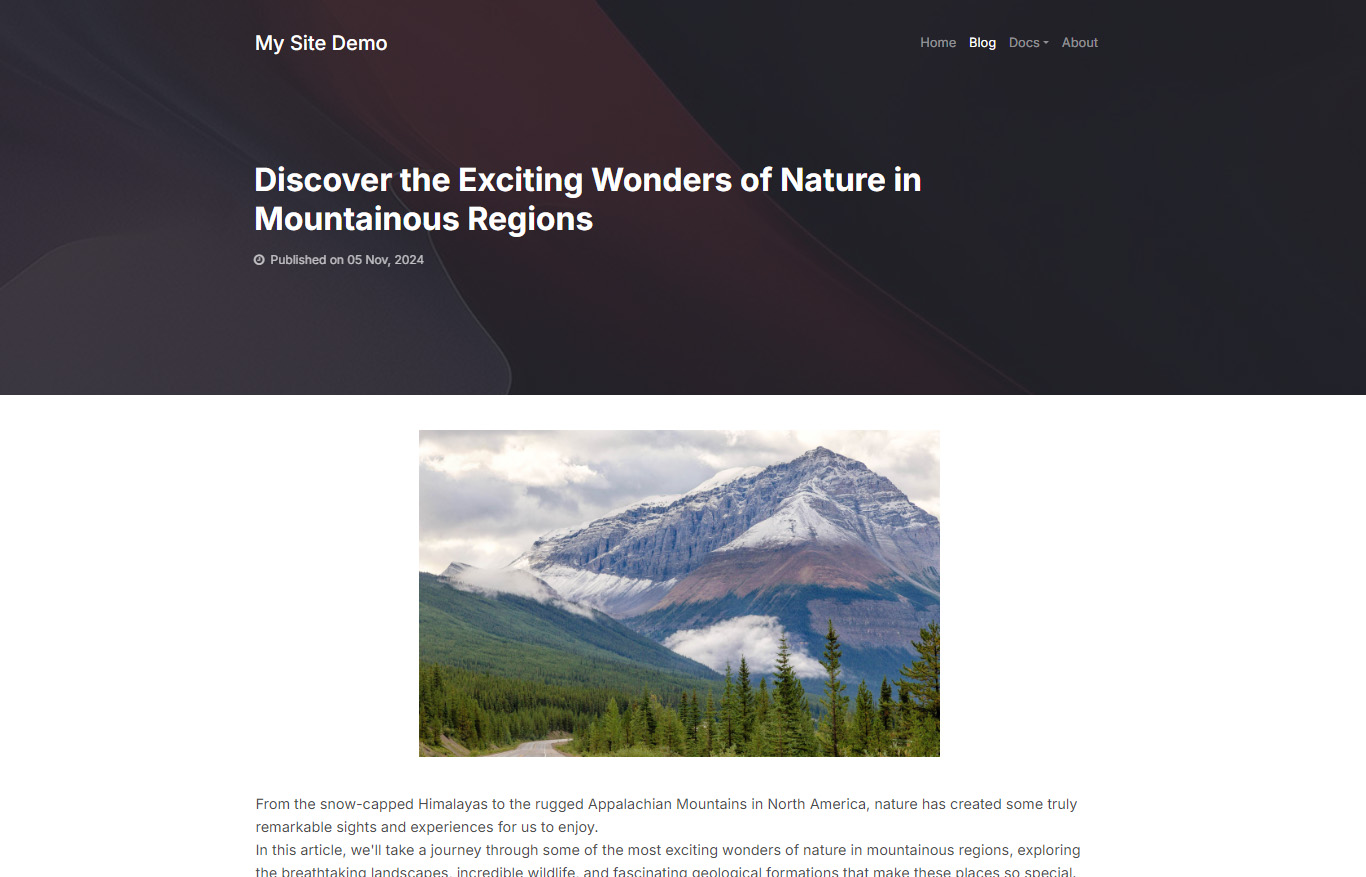 My Site Demo
Home Blog Docs About
Discover the Exciting Wonders of Nature in
Mountainous Regions
Published on 05 Nov, 2024
From the snow-capped Himalayas to the rugged Appalachian Mountains in North America, nature has created some truly
remarkable sights and experiences for us to enjoy.
In this article, we'll take a journey through some of the most exciting wonders of nature in mountainous regions, exploring
the breathtaking landscapes, incredible wildlife, and fascinating geological formations that make these places so special.